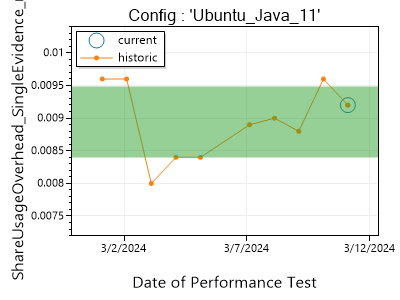 Config : 'Ubuntu_Java_11'
current
historic
ShareUsageOverhead_SingleEvidence_
0.01
0.0095
0.009
0.0085
0.008
0.0075
3/2/2024 3/7/2024 3/12/2024
Date of Performance Test